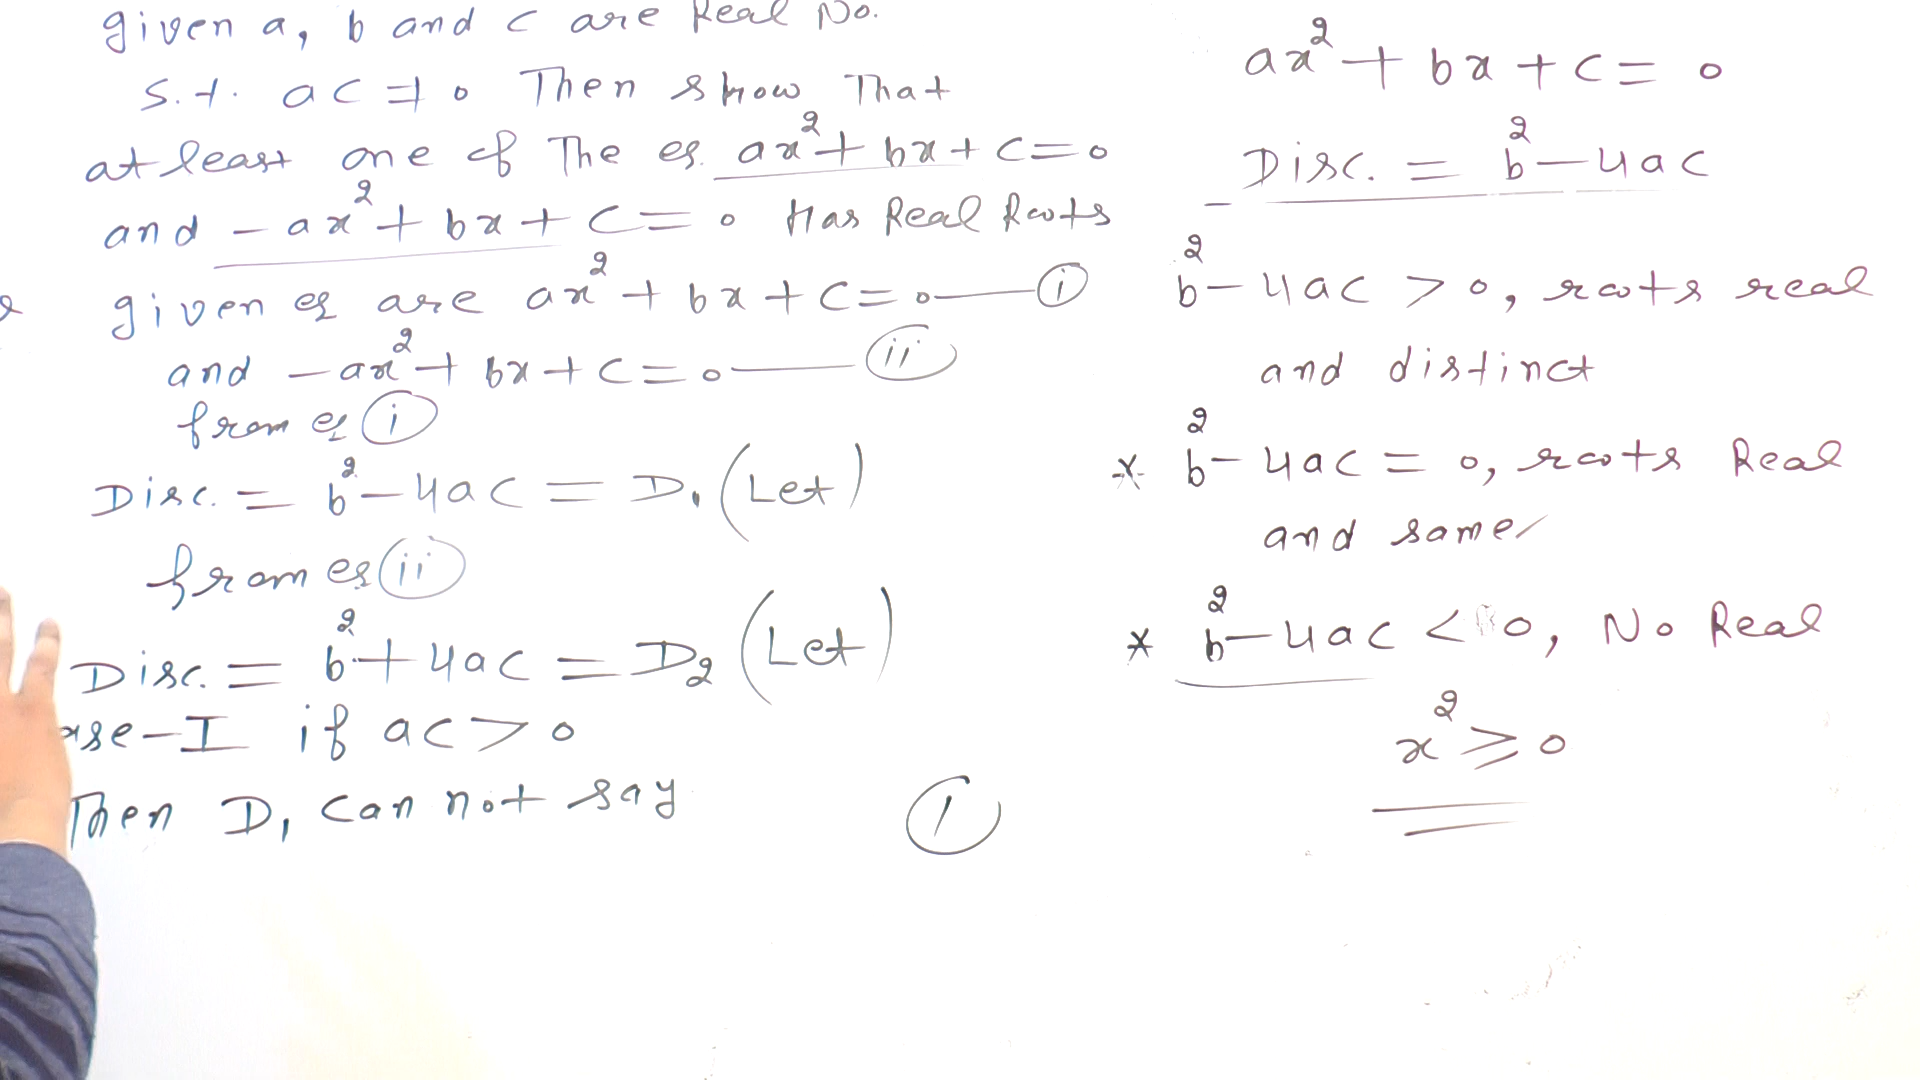 given a, b and c are Real No.
s.t. ac ≠ 0 Then show That
at least one of The eq. ax² + bx + c = 0
and -ax² + bx + c = 0 Has Real Roots
given eq are ax² + bx + c = 0 — (i)
and -ax² + bx + c = 0 — (ii)
from eq (i)
Disc. = b² - 4ac = D₁ (Let)
from eq (ii)
Disc. = b² + 4ac = D₂ (Let)
ase-I if ac > 0
Then D₁ can not say
(1)
ax² + bx + c = 0
Disc. = b² - 4ac
b² - 4ac > 0, roots real
and distinct
* b² - 4ac = 0, roots Real
and same
* b² - 4ac < 0, No Real
x² ≥ 0